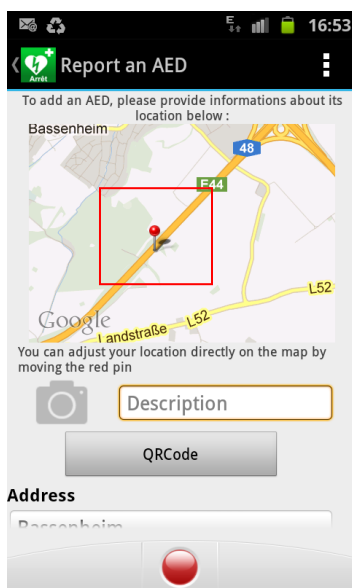 E 16:53
Arrêt Report an AED
To add an AED, please provide informations about its
location below :
Bassenheim
48
E44
L52
Google
Landstraße L52
You can adjust your location directly on the map by
moving the red pin
Description
QRCode
Address
Bassenheim